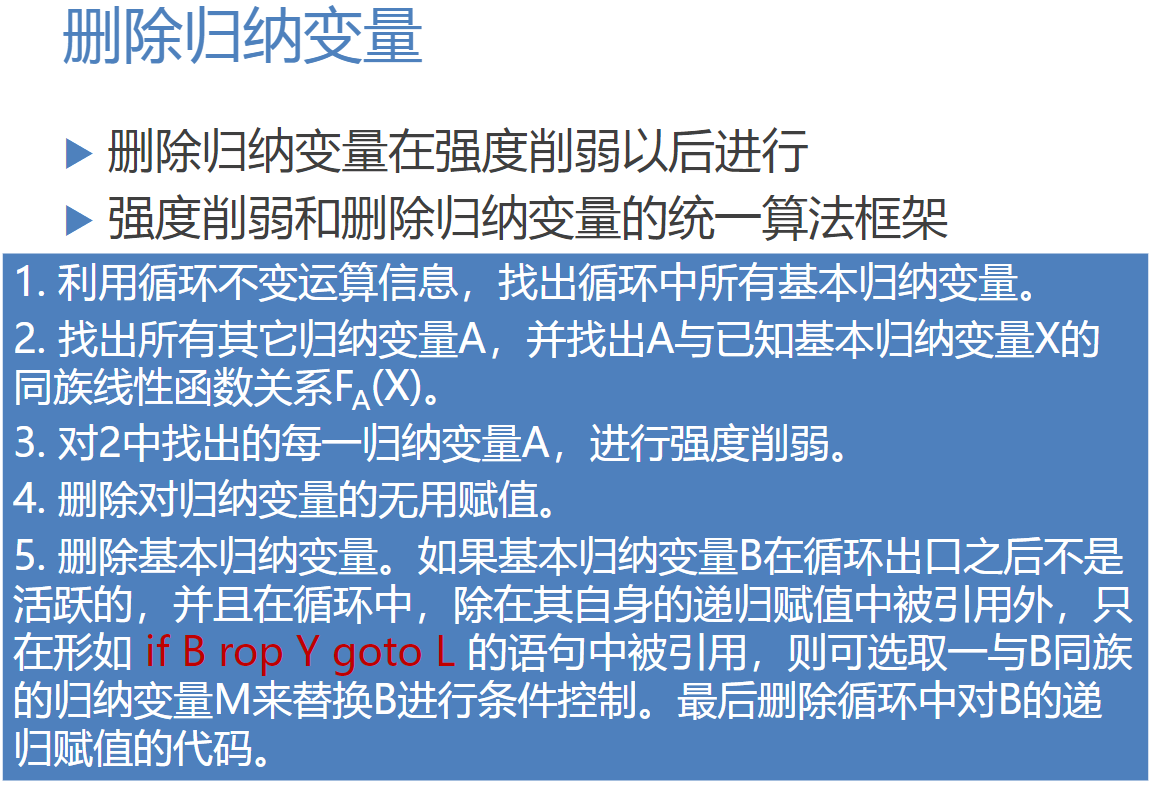 删除归纳变量
删除归纳变量在强度削弱以后进行
强度削弱和删除归纳变量的统一算法框架
1. 利用循环不变运算信息，找出循环中所有基本归纳变量。
2. 找出所有其它归纳变量A，并找出A与已知基本归纳变量X的
同族线性函数关系FA(X)。
3. 对2中找出的每一归纳变量A，进行强度削弱。
4. 删除对归纳变量的无用赋值。
5. 删除基本归纳变量。如果基本归纳变量B在循环出口之后不是
活跃的，并且在循环中，除在其自身的递归赋值中被引用外，只
在形如 if B rop Y goto L 的语句中被引用，则可选取一与B同族
的归纳变量M来替换B进行条件控制。最后删除循环中对B的递
归赋值的代码。